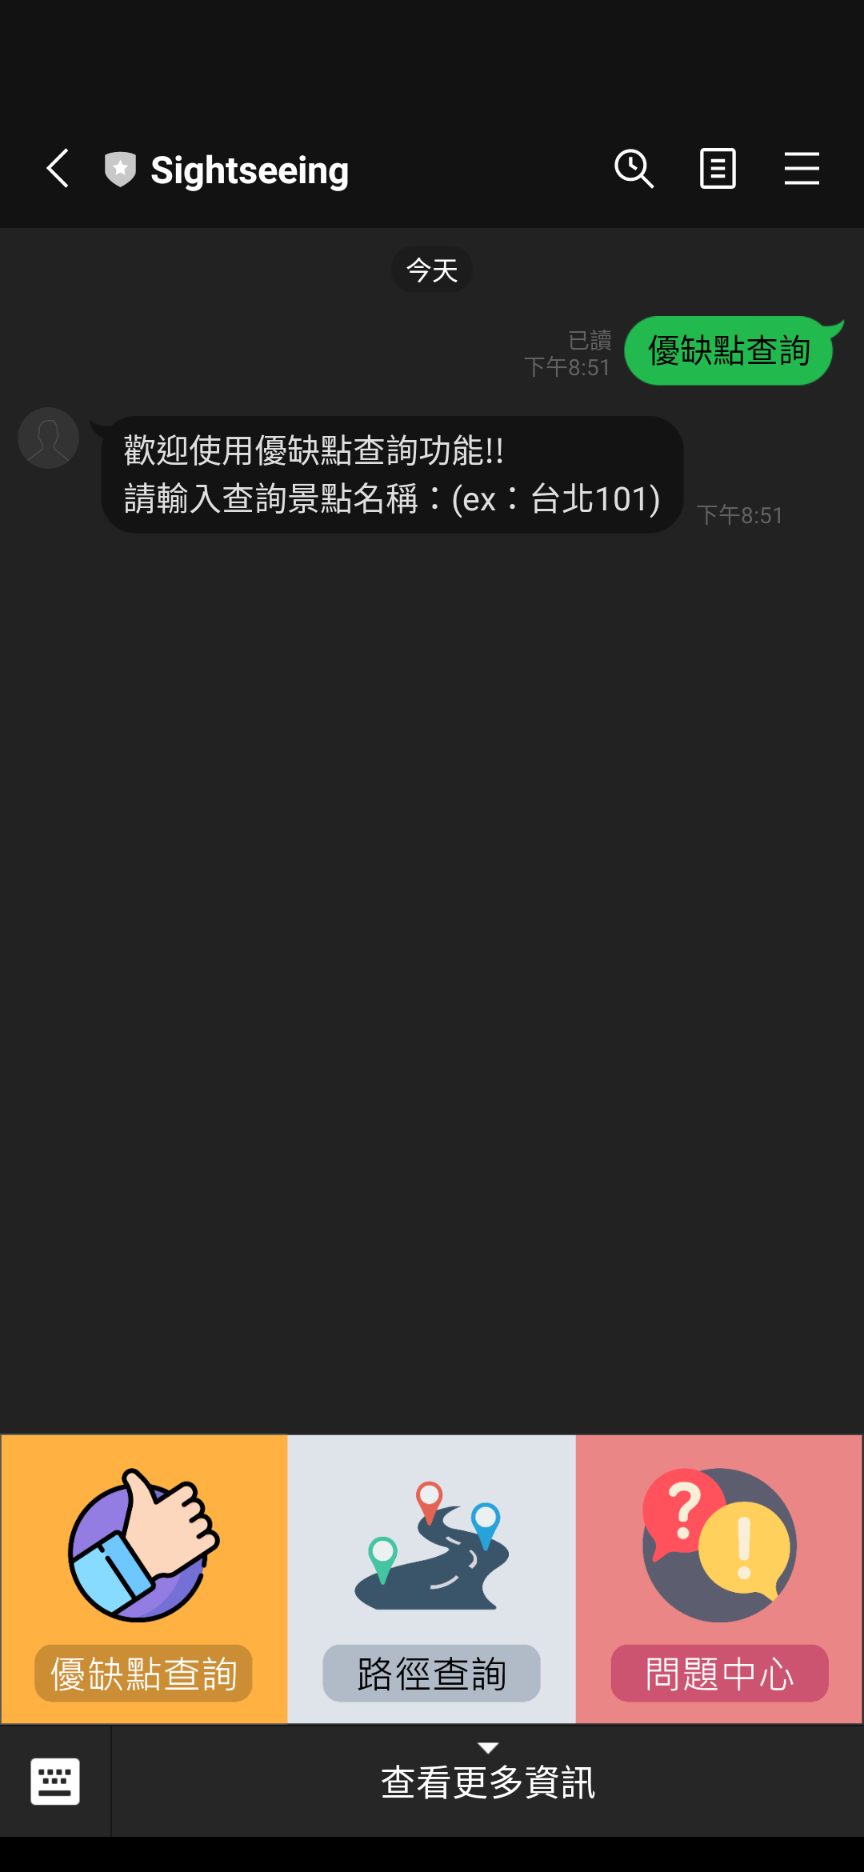 Sightseeing
今天
已讀
下午8:51
優缺點查詢
歡迎使用優缺點查詢功能!!
請輸入查詢景點名稱：(ex：台北101)
下午8:51
?
!
優缺點查詢
路徑查詢
問題中心
查看更多資訊